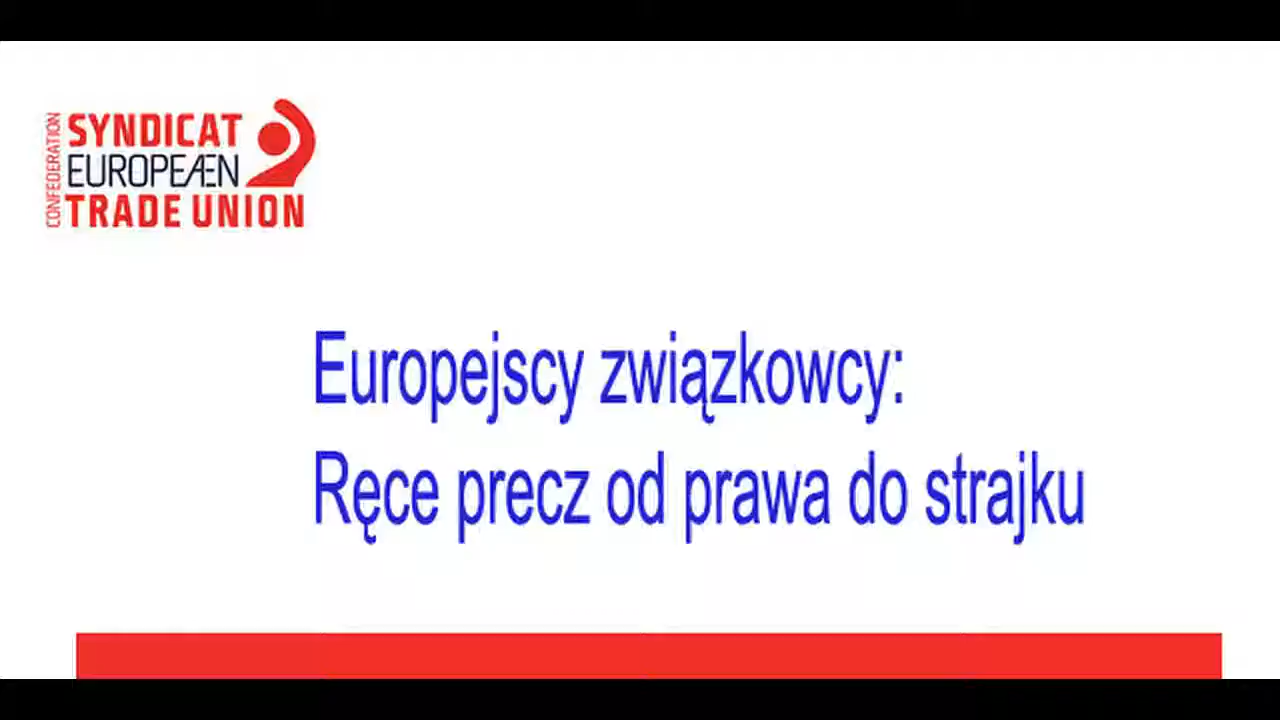 CONFEDERATION
SYNDICAT
EUROPEÆN
TRADE UNION
Europejscy związkowcy:
Ręce precz od prawa do strajku